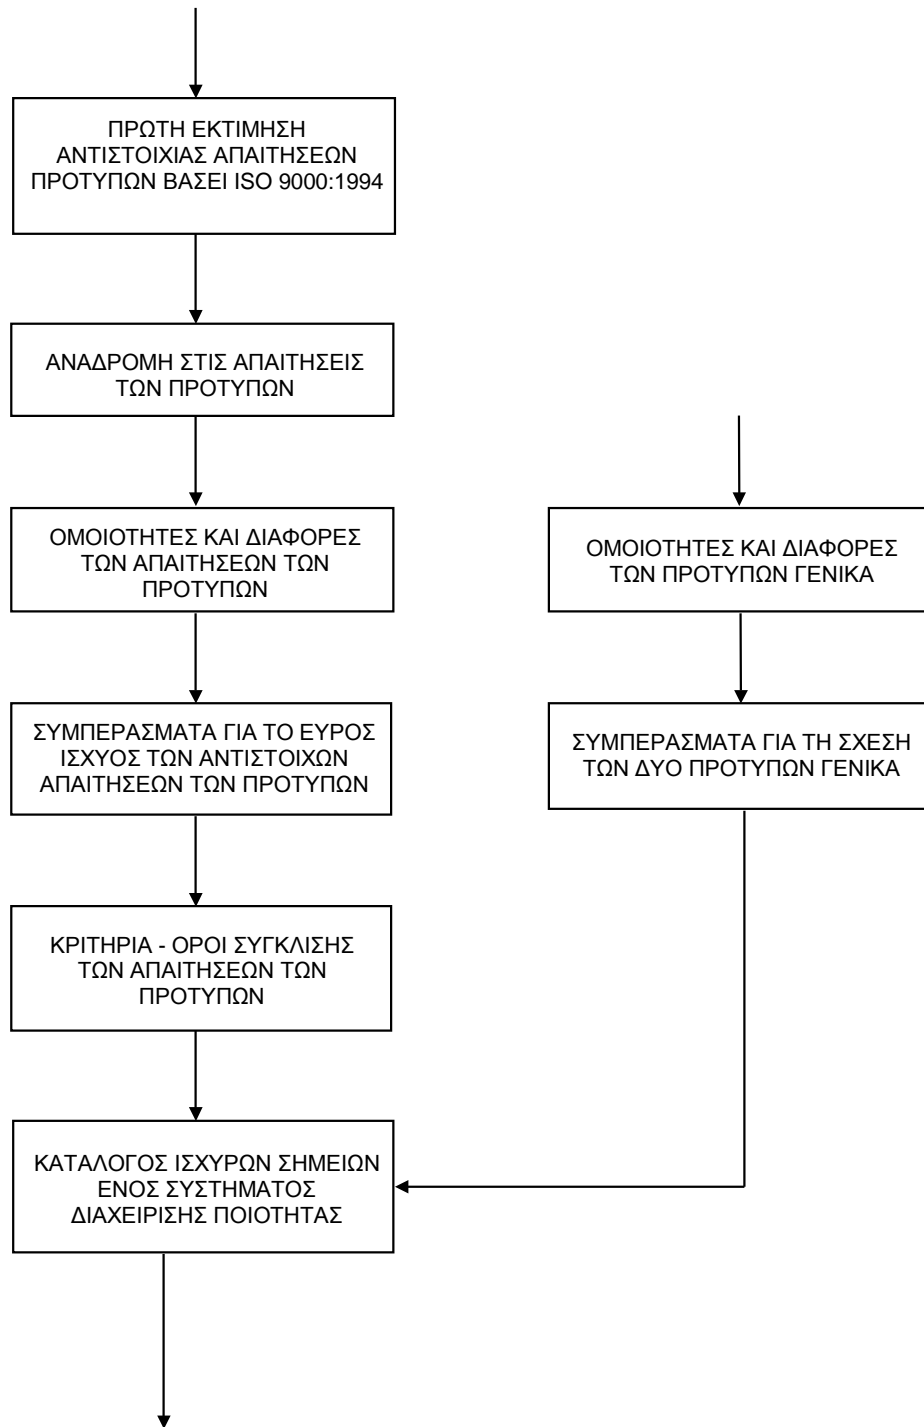 ΠΡΩΤΗ ΕΚΤΙΜΗΣΗ
ΑΝΤΙΣΤΟΙΧΙΑΣ ΑΠΑΙΤΗΣΕΩΝ
ΠΡΟΤΥΠΩΝ ΒΑΣΕΙ ISO 9000:1994
ΑΝΑΔΡΟΜΗ ΣΤΙΣ ΑΠΑΙΤΗΣΕΙΣ
ΤΩΝ ΠΡΟΤΥΠΩΝ
ΟΜΟΙΟΤΗΤΕΣ ΚΑΙ ΔΙΑΦΟΡΕΣ
ΤΩΝ ΑΠΑΙΤΗΣΕΩΝ ΤΩΝ
ΠΡΟΤΥΠΩΝ
ΟΜΟΙΟΤΗΤΕΣ ΚΑΙ ΔΙΑΦΟΡΕΣ
ΤΩΝ ΠΡΟΤΥΠΩΝ ΓΕΝΙΚΑ
ΣΥΜΠΕΡΑΣΜΑΤΑ ΓΙΑ ΤΟ ΕΥΡΟΣ
ΙΣΧΥΟΣ ΤΩΝ ΑΝΤΙΣΤΟΙΧΩΝ
ΑΠΑΙΤΗΣΕΩΝ ΤΩΝ ΠΡΟΤΥΠΩΝ
ΣΥΜΠΕΡΑΣΜΑΤΑ ΓΙΑ ΤΗ ΣΧΕΣΗ
ΤΩΝ ΔΥΟ ΠΡΟΤΥΠΩΝ ΓΕΝΙΚΑ
ΚΡΙΤΗΡΙΑ - ΟΡΟΙ ΣΥΓΚΛΙΣΗΣ
ΤΩΝ ΑΠΑΙΤΗΣΕΩΝ ΤΩΝ
ΠΡΟΤΥΠΩΝ
ΚΑΤΑΛΟΓΟΣ ΙΣΧΥΡΩΝ ΣΗΜΕΙΩΝ
ΕΝΟΣ ΣΥΣΤΗΜΑΤΟΣ
ΔΙΑΧΕΙΡΙΣΗΣ ΠΟΙΟΤΗΤΑΣ